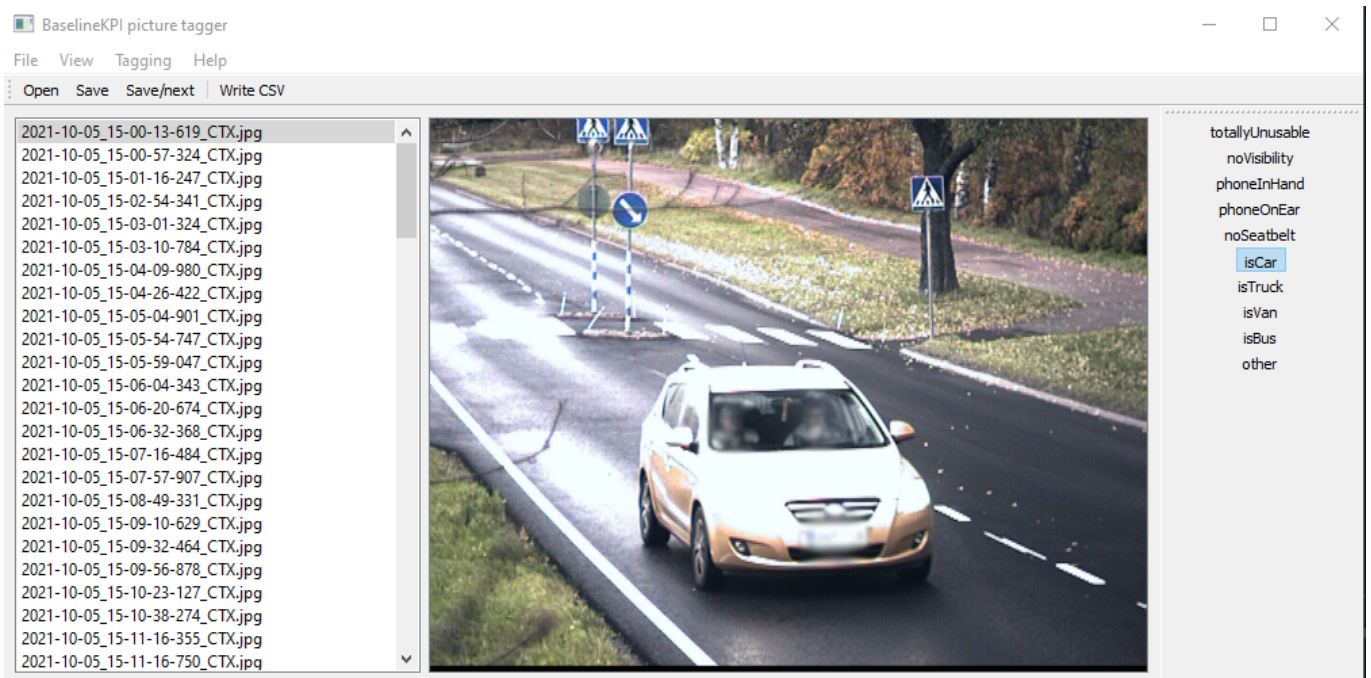 BaselineKPI picture tagger
File View Tagging Help
Open Save Save/next Write CSV
2021-10-05_15-00-13-619_CTX.jpg
2021-10-05_15-00-57-324_CTX.jpg
2021-10-05_15-01-16-247_CTX.jpg
2021-10-05_15-02-54-341_CTX.jpg
2021-10-05_15-03-01-324_CTX.jpg
2021-10-05_15-03-10-784_CTX.jpg
2021-10-05_15-04-09-980_CTX.jpg
2021-10-05_15-04-26-422_CTX.jpg
2021-10-05_15-05-04-901_CTX.jpg
2021-10-05_15-05-54-747_CTX.jpg
2021-10-05_15-05-59-047_CTX.jpg
2021-10-05_15-06-04-343_CTX.jpg
2021-10-05_15-06-20-674_CTX.jpg
2021-10-05_15-06-32-368_CTX.jpg
2021-10-05_15-07-16-484_CTX.jpg
2021-10-05_15-07-57-907_CTX.jpg
2021-10-05_15-08-49-331_CTX.jpg
2021-10-05_15-09-10-629_CTX.jpg
2021-10-05_15-09-32-464_CTX.jpg
2021-10-05_15-09-56-878_CTX.jpg
2021-10-05_15-10-23-127_CTX.jpg
2021-10-05_15-10-38-274_CTX.jpg
2021-10-05_15-11-16-355_CTX.jpg
2021-10-05_15-11-16-750_CTX.jpg
totallyUnusable
noVisibility
phoneInHand
phoneOnEar
noSeatbelt
isCar
isTruck
isVan
isBus
other